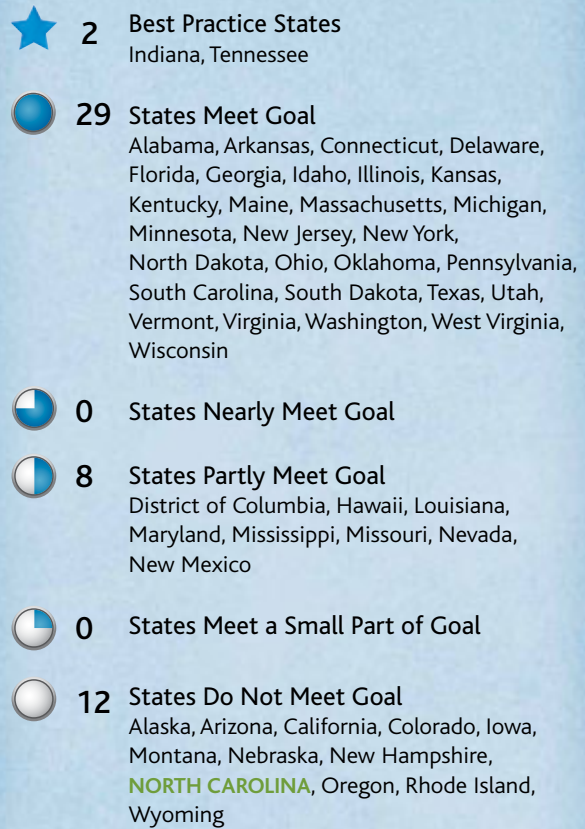 2 Best Practice States
Indiana, Tennessee
29 States Meet Goal
Alabama, Arkansas, Connecticut, Delaware,
Florida, Georgia, Idaho, Illinois, Kansas,
Kentucky, Maine, Massachusetts, Michigan,
Minnesota, New Jersey, New York,
North Dakota, Ohio, Oklahoma, Pennsylvania,
South Carolina, South Dakota, Texas, Utah,
Vermont, Virginia, Washington, West Virginia,
Wisconsin
0 States Nearly Meet Goal
8 States Partly Meet Goal
District of Columbia, Hawaii, Louisiana,
Maryland, Mississippi, Missouri, Nevada,
New Mexico
0 States Meet a Small Part of Goal
12 States Do Not Meet Goal
Alaska, Arizona, California, Colorado, Iowa,
Montana, Nebraska, New Hampshire,
NORTH CAROLINA, Oregon, Rhode Island,
Wyoming